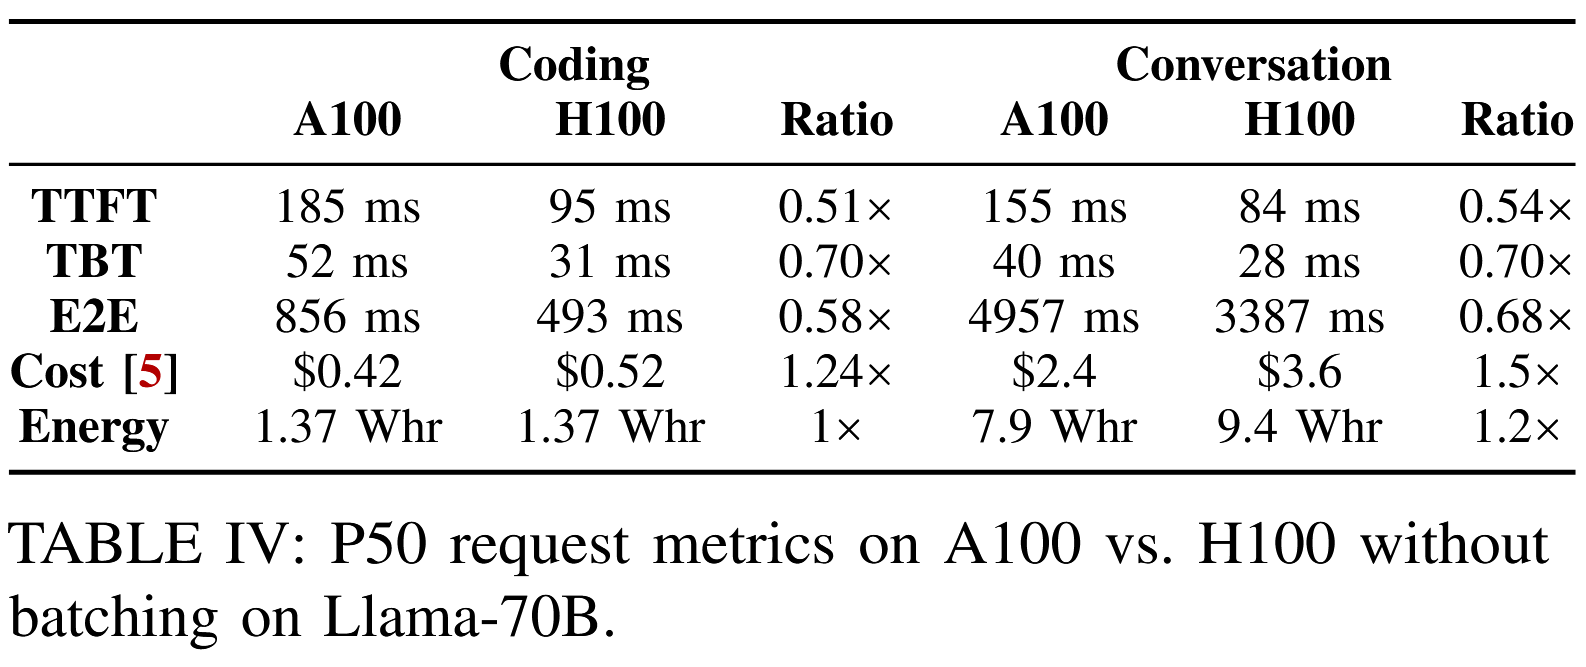 Coding Conversation
A100 H100 Ratio A100 H100 Ratio
TTFT 185 ms 95 ms 0.51× 155 ms 84 ms 0.54×
TBT 52 ms 31 ms 0.70× 40 ms 28 ms 0.70×
E2E 856 ms 493 ms 0.58× 4957 ms 3387 ms 0.68×
Cost [5] $0.42 $0.52 1.24× $2.4 $3.6 1.5×
Energy 1.37 Whr 1.37 Whr 1× 7.9 Whr 9.4 Whr 1.2×
TABLE IV: P50 request metrics on A100 vs. H100 without
batching on Llama-70B.